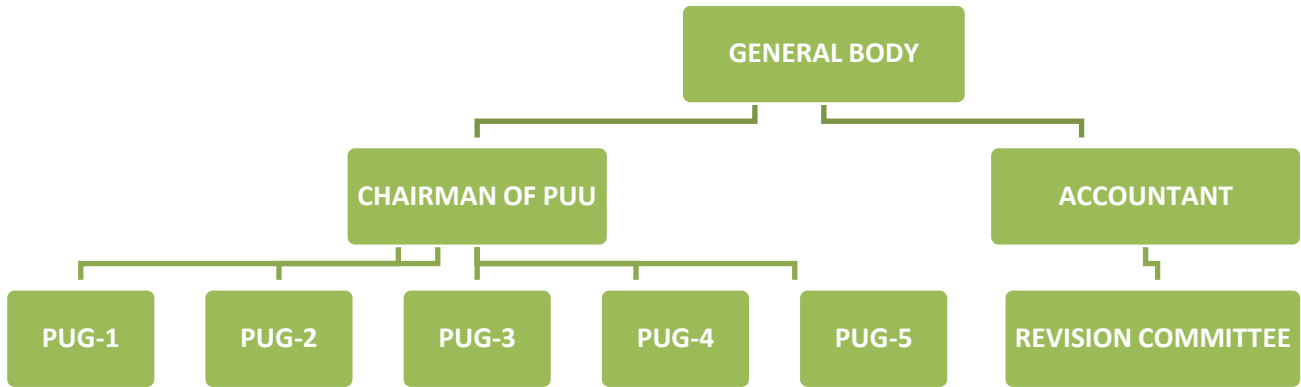 GENERAL BODY
CHAIRMAN OF PUU
ACCOUNTANT
PUG-1
PUG-2
PUG-3
PUG-4
PUG-5
REVISION COMMITTEE